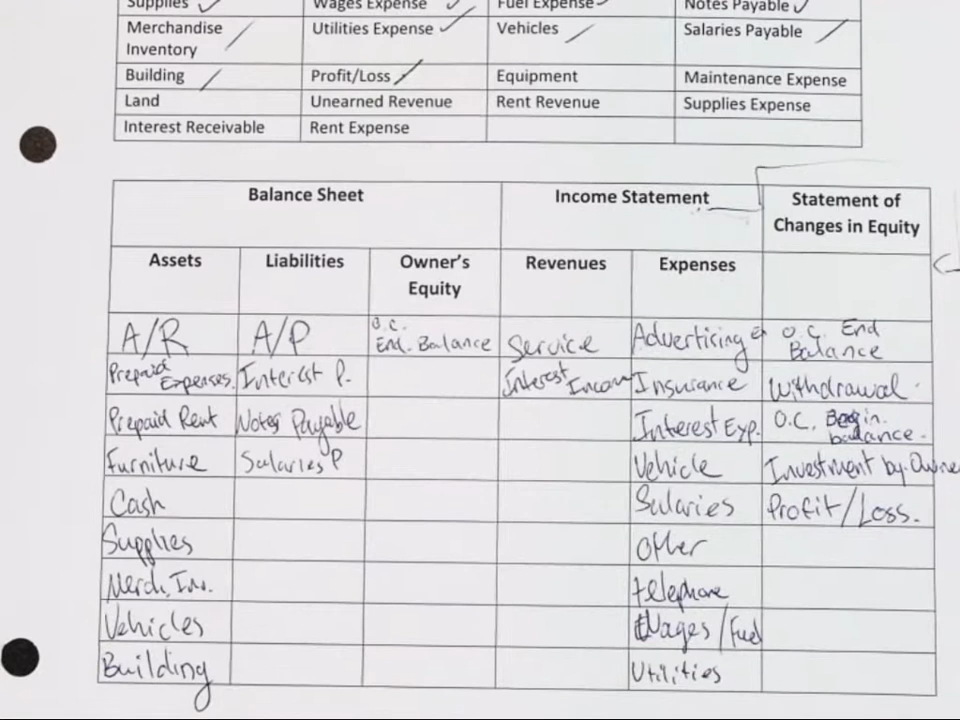 Supplies Wages Expense Fuel Expense Notes Payable
Merchandise Inventory Utilities Expense Vehicles Salaries Payable
Building Profit/Loss Equipment Maintenance Expense
Land Unearned Revenue Rent Revenue Supplies Expense
Interest Receivable Rent Expense
Balance Sheet Income Statement Statement of Changes in Equity
Assets Liabilities Owner's Equity Revenues Expenses
A/R A/P O.C. End. Balance Service Advertising O.C. End Balance
Prepaid Expenses Interest P. Interest Income Insurance Withdrawal.
Prepaid Rent Notes Payable Interest Exp. O.C. Begin. balance.
Furniture Salaries P Vehicle Investment by Owne
Cash Salaries Profit/Loss.
Supplies Other
Merch. Inv. telephone
Vehicles Wages/Fuel
Building Utilities